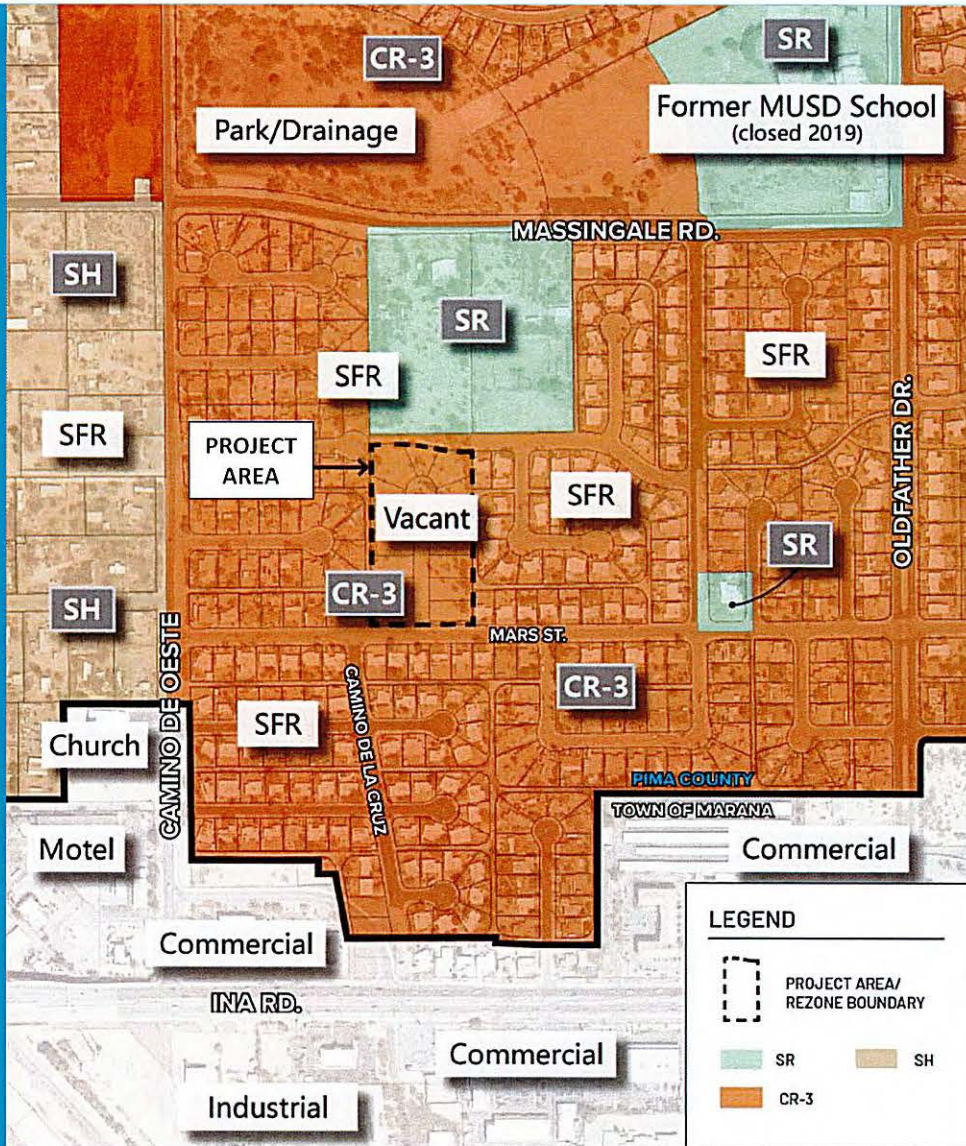 CR-3
SR
Park/Drainage
Former MUSD School
(closed 2019)
MASSINGALE RD.
SH
SR
SFR
SFR
SFR
PROJECT
AREA
Vacant
SFR
OLDFATHER DR.
SR
SH
CR-3
MARS ST.
CAMINO DE OESTE
CAMINO DE LA CRUZ
CR-3
SFR
Church
PIMA COUNTY
TOWN OF MARANA
Motel
Commercial
Commercial
INA RD.
Commercial
Industrial
LEGEND
PROJECT AREA/
REZONE BOUNDARY
SR
SH
CR-3